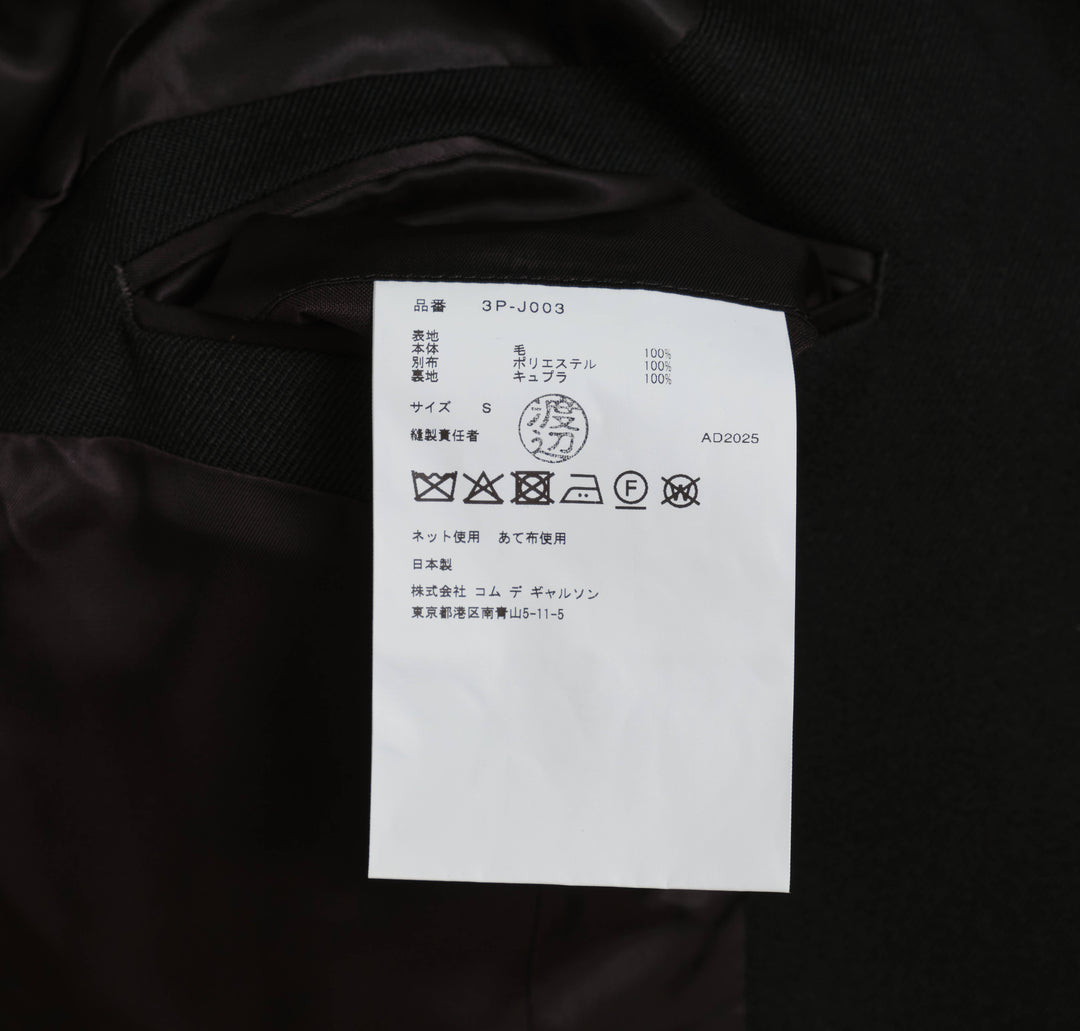 品番 3P-J003
表地
本体 毛 100%
別布 ポリエステル 100%
裏地 キュプラ 100%
サイズ S
渡辺
縫製責任者 AD2025
F W
ネット使用 あて布使用
日本製
株式会社 コム デ ギャルソン
東京都港区南青山5-11-5